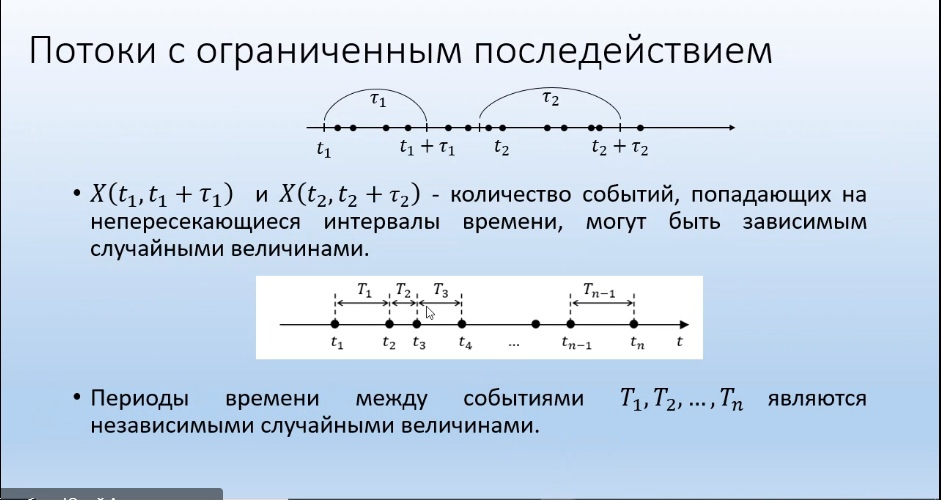 Потоки с ограниченным последействием
τ₁ τ₂
t₁ t₁ + τ₁ t₂ t₂ + τ₂
• X(t₁, t₁ + τ₁) и X(t₂, t₂ + τ₂) - количество событий, попадающих на
непересекающиеся интервалы времени, могут быть зависимым
случайными величинами.
T₁ T₂ T₃ Tₙ₋₁
t₁ t₂ t₃ t₄ ... tₙ₋₁ tₙ t
• Периоды времени между событиями T₁, T₂, ... , Tₙ являются
независимыми случайными величинами.